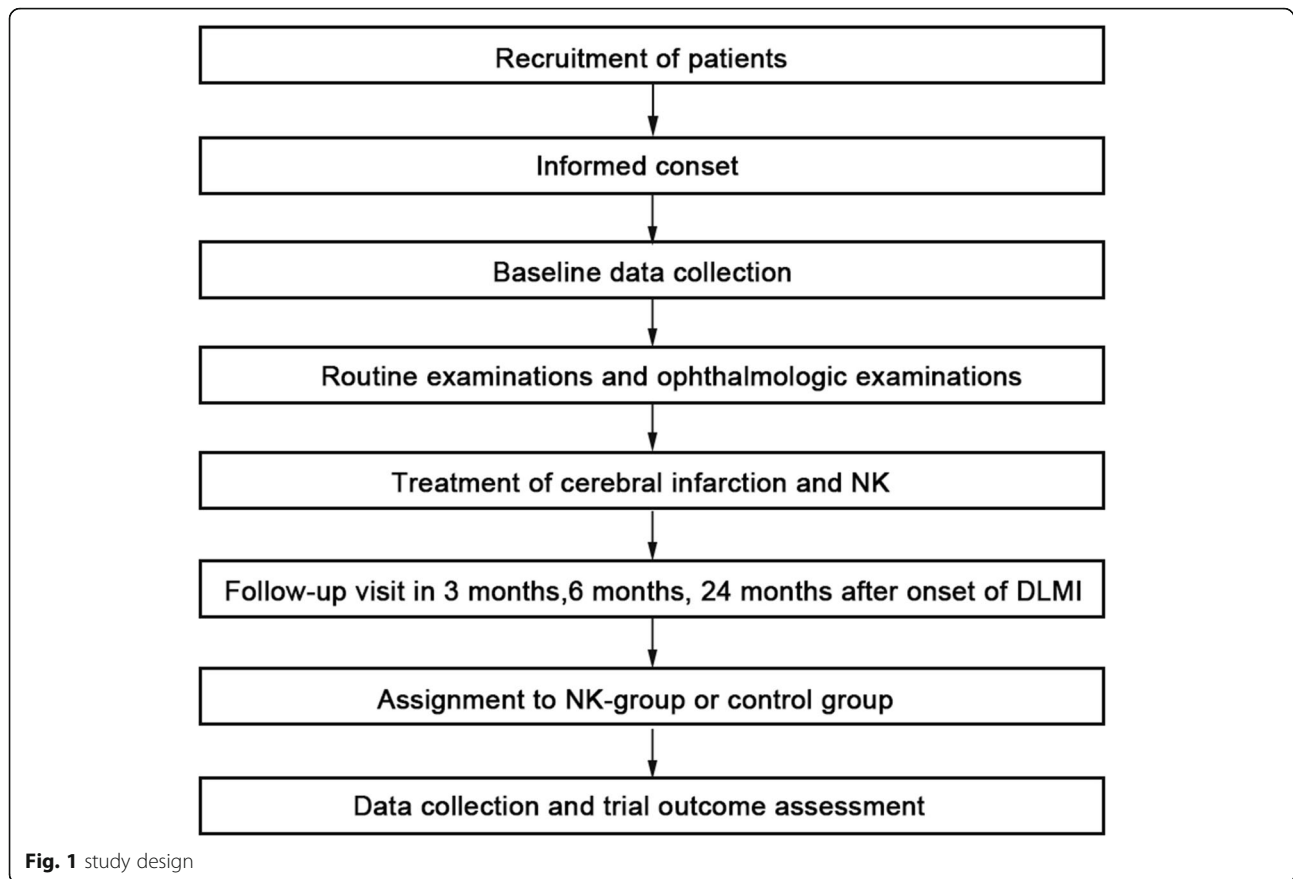 Recruitment of patients
Informed conset
Baseline data collection
Routine examinations and ophthalmologic examinations
Treatment of cerebral infarction and NK
Follow-up visit in 3 months,6 months, 24 months after onset of DLMI
Assignment to NK-group or control group
Data collection and trial outcome assessment
Fig. 1 study design